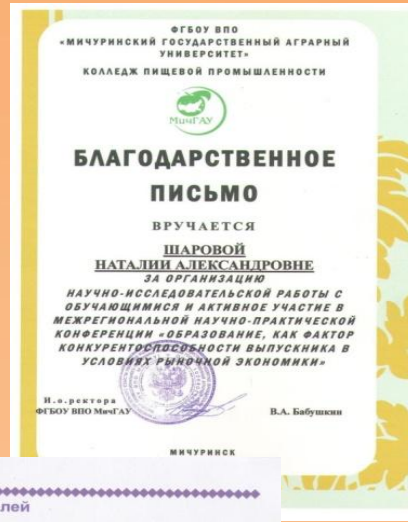 ФГБОУ ВПО
«МИЧУРИНСКИЙ ГОСУДАРСТВЕННЫЙ АГРАРНЫЙ
УНИВЕРСИТЕТ»
КОЛЛЕДЖ ПИЩЕВОЙ ПРОМЫШЛЕННОСТИ
МичГАУ
БЛАГОДАРСТВЕННОЕ
ПИСЬМО
ВРУЧАЕТСЯ
ШАРОВОЙ
НАТАЛИИ АЛЕКСАНДРОВНЕ
ЗА ОРГАНИЗАЦИЮ
НАУЧНО-ИССЛЕДОВАТЕЛЬСКОЙ РАБОТЫ С
ОБУЧАЮЩИМИСЯ И АКТИВНОЕ УЧАСТИЕ В
МЕЖРЕГИОНАЛЬНОЙ НАУЧНО-ПРАКТИЧЕСКОЙ
КОНФЕРЕНЦИИ «ОБРАЗОВАНИЕ, КАК ФАКТОР
КОНКУРЕНТОСПОСОБНОСТИ ВЫПУСКНИКА В
УСЛОВИЯХ РЫНОЧНОЙ ЭКОНОМИКИ»
И.о.ректора
ФГБОУ ВПО МичГАУ
В.А. Бабушкин
МИЧУРИНСК
лей